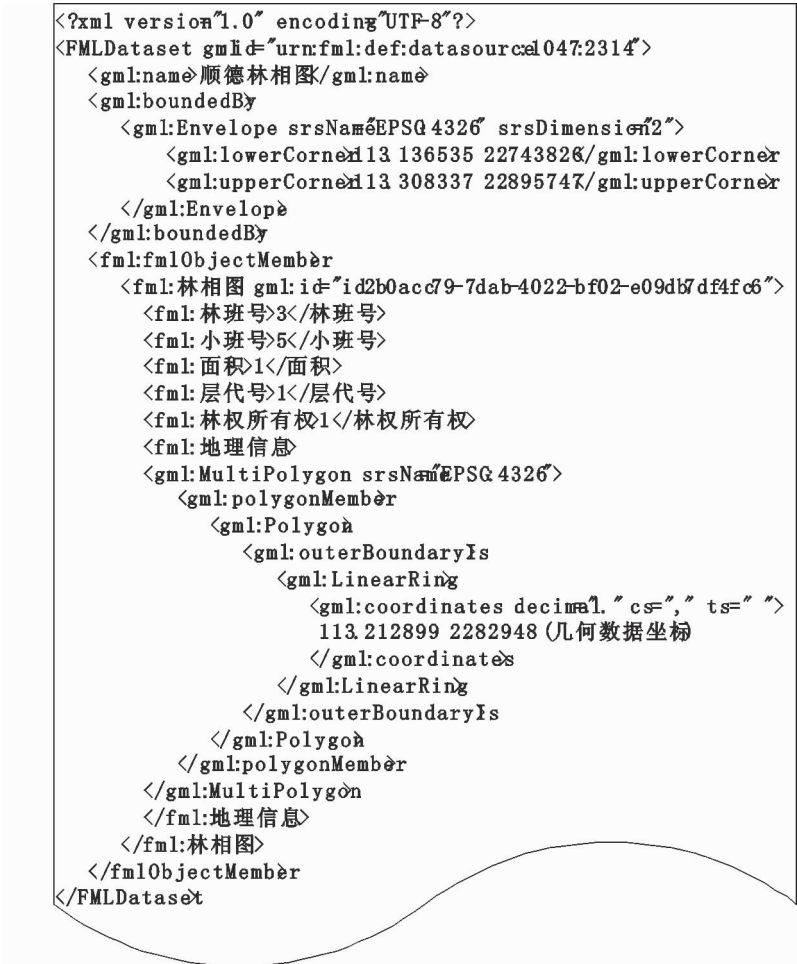 <?xml version="1.0" encoding="UTF-8"?>
<FMLDataset gml:id="urn:fml:def:datasource:1047:2314">
<gml:name>顺德林相图</gml:name>
<gml:boundedBy>
<gml:Envelope srsName="EPSG:4326" srsDimension="2">
<gml:lowerCorner>113.136535 22.743826</gml:lowerCorner>
<gml:upperCorner>113.308337 22.895747</gml:upperCorner>
</gml:Envelope>
</gml:boundedBy>
<fml:fmlObjectMember>
<fml:林相图 gml:id="id2b0acc79-7dab-4022-bf02-e09db7df4fc6">
<fml:林班号>3</林班号>
<fml:小班号>5</小班号>
<fml:面积>1</面积>
<fml:层代号>1</层代号>
<fml:林权所有权>1</林权所有权>
<fml:地理信息>
<gml:MultiPolygon srsName="EPSG:4326">
<gml:polygonMember>
<gml:Polygon>
<gml:outerBoundaryIs>
<gml:LinearRing>
<gml:coordinates decimal="." cs="," ts=" ">
113.212899 22.82948 (几何数据坐标)
</gml:coordinates>
</gml:LinearRing>
</gml:outerBoundaryIs>
</gml:Polygon>
</gml:polygonMember>
</gml:MultiPolygon>
</fml:地理信息>
</fml:林相图>
</fmlObjectMember>
</FMLDataset>